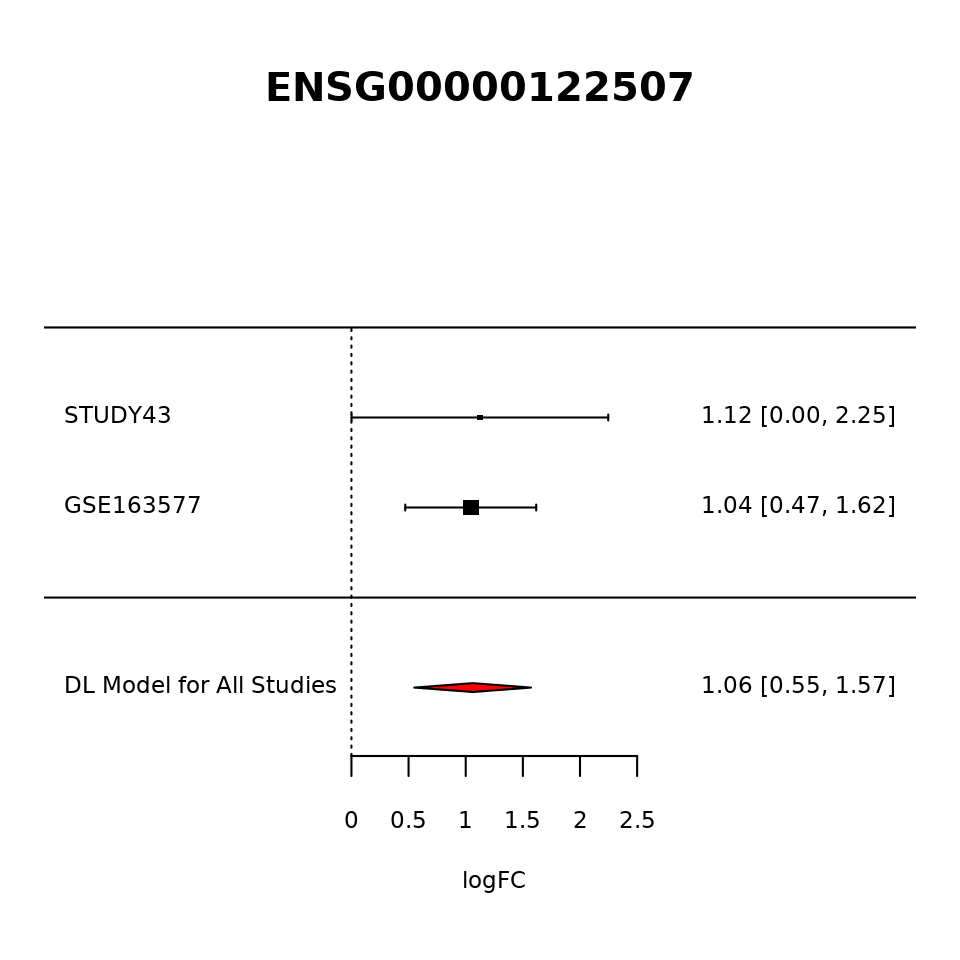 ENSG00000122507
STUDY43 1.12 [0.00, 2.25]
GSE163577 1.04 [0.47, 1.62]
DL Model for All Studies 1.06 [0.55, 1.57]
0 0.5 1 1.5 2 2.5
logFC